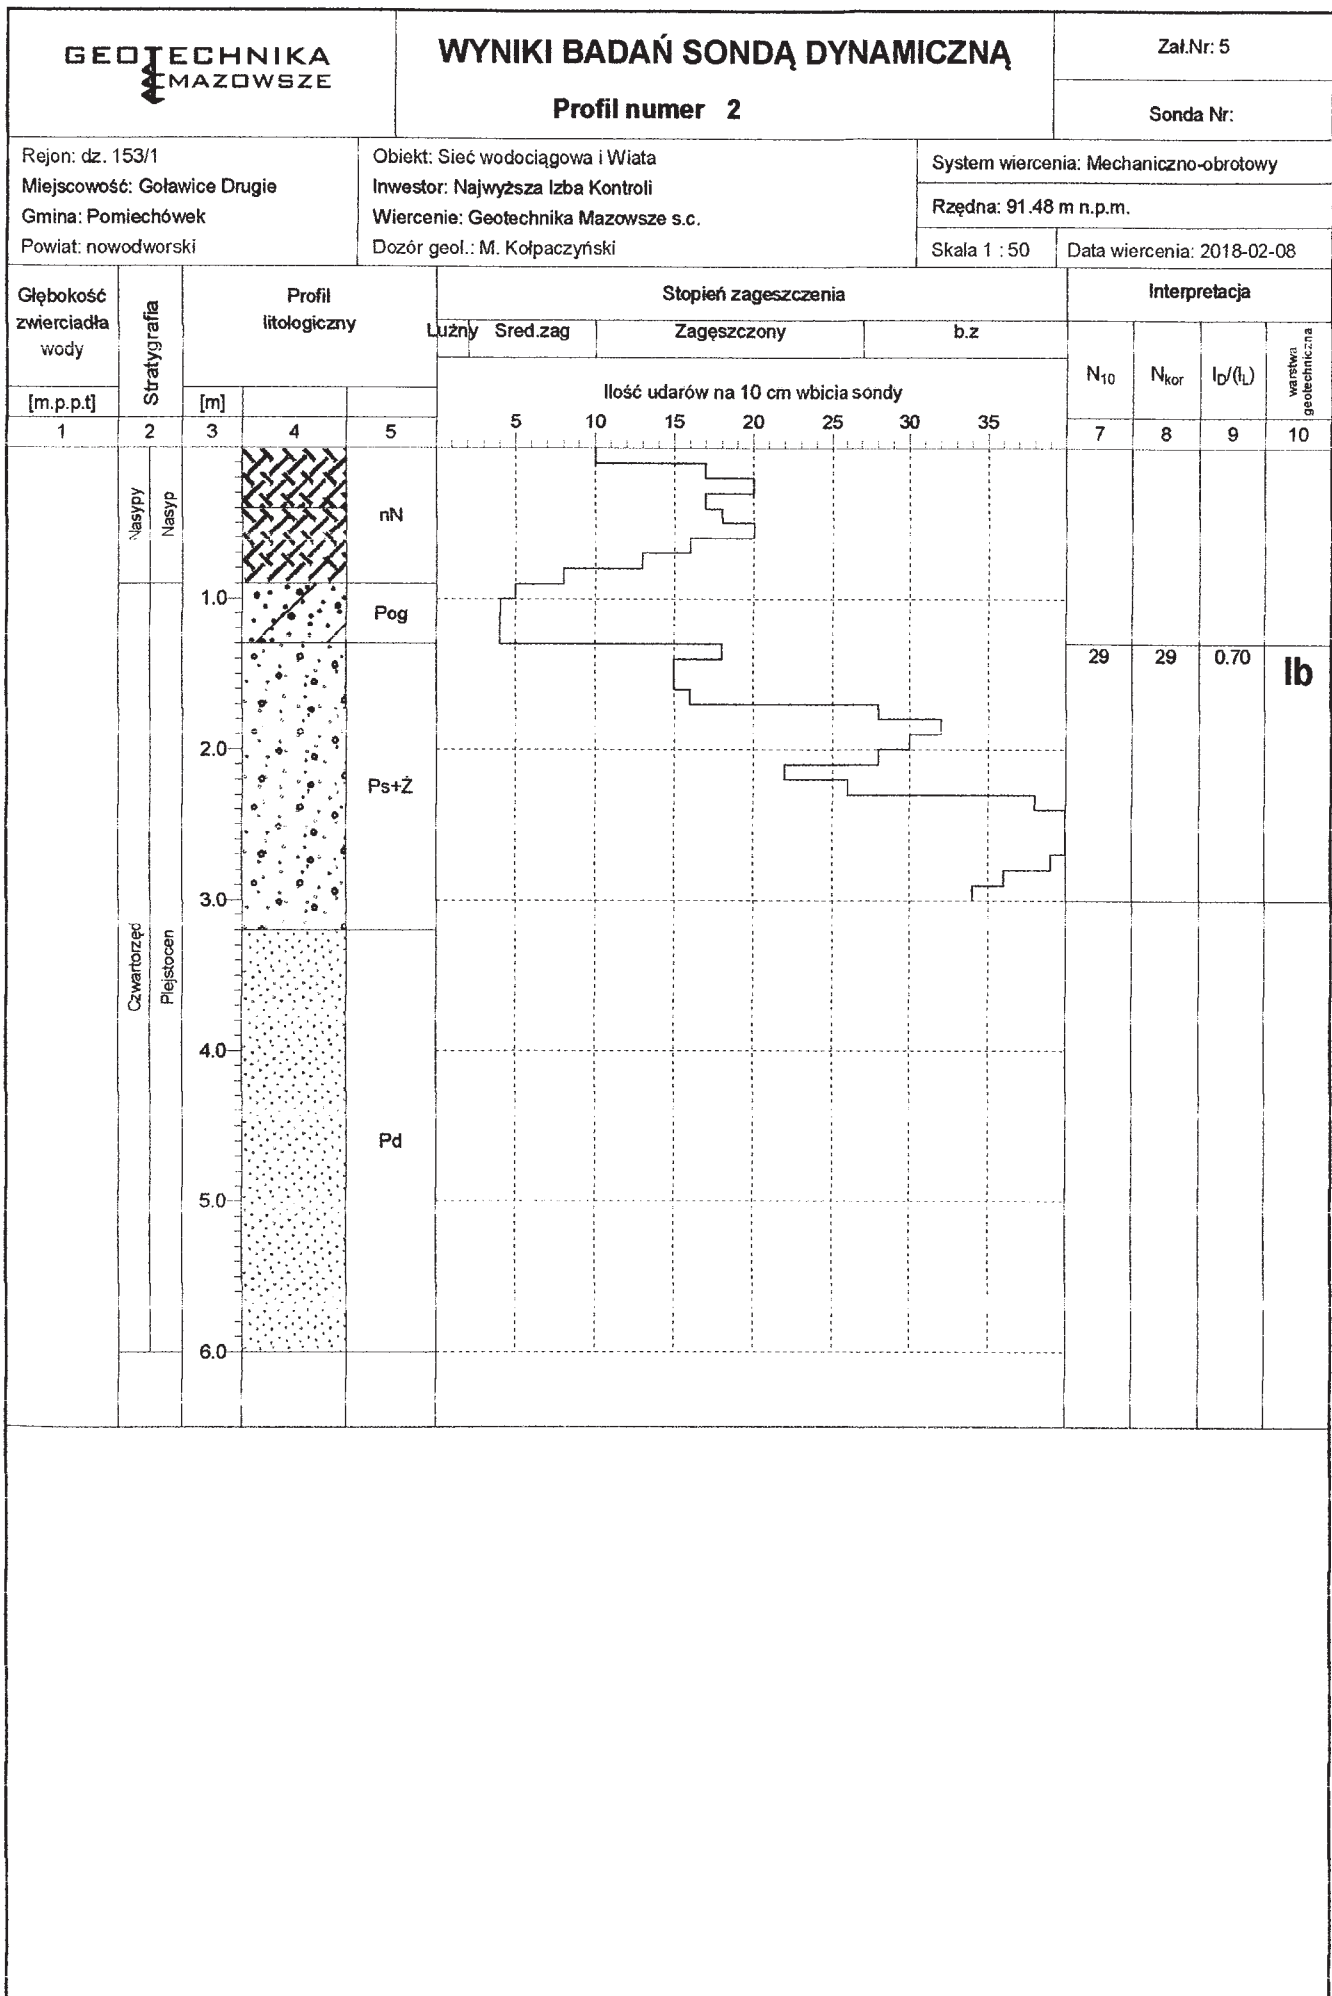 GEOTECHNIKA
MAZOWSZE
WYNIKI BADAŃ SONDĄ DYNAMICZNĄ
Profil numer 2
Zał.Nr: 5
Sonda Nr:
Rejon: dz. 153/1
Miejscowość: Goławice Drugie
Gmina: Pomiechówek
Powiat: nowodworski
Obiekt: Sieć wodociągowa i Wiata
Inwestor: Najwyższa Izba Kontroli
Wiercenie: Geotechnika Mazowsze s.c.
Dozór geol.: M. Kołpaczyński
System wiercenia: Mechaniczno-obrotowy
Rzędna: 91.48 m n.p.m.
Skala 1 : 50
Data wiercenia: 2018-02-08
Głębokość
zwierciadła
wody
[m.p.p.t]
Stratygrafia
Profil
litologiczny
[m]
Stopień zagęszczenia
Luźny Sred.zag Zagęszczony b.z
Ilość udarów na 10 cm wbicia sondy
5 10 15 20 25 30 35
Interpretacja
N10 Nkor ID/(IL)
warstwa
geotechniczna
1 2 3 4 5 7 8 9 10
Nasypy
Nasyp
nN
1.0
Pog
29 29 0.70 Ib
2.0
Ps+Ż
3.0
Czwartorzęd
Plejstocen
4.0
Pd
5.0
6.0